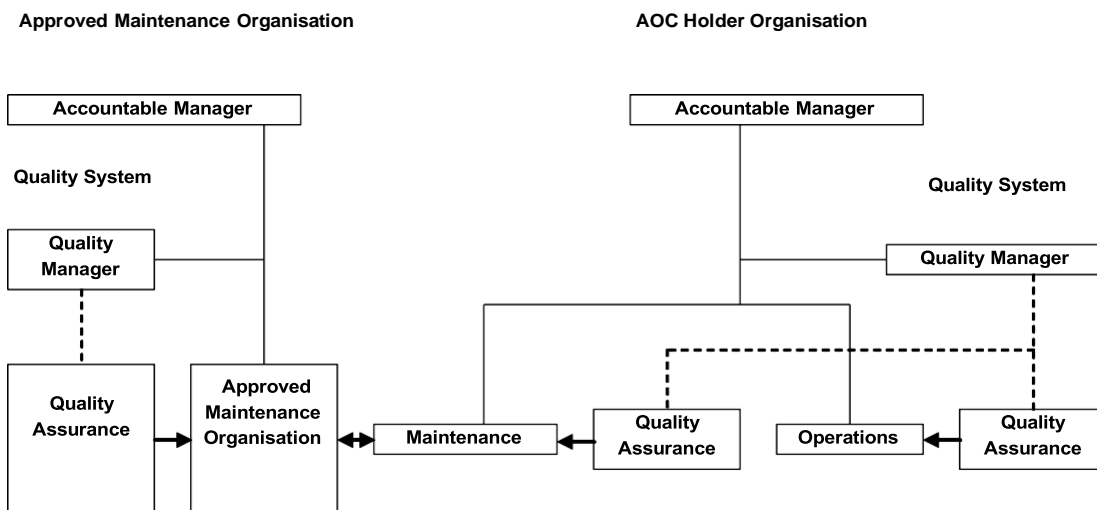 Approved Maintenance Organisation
AOC Holder Organisation
Accountable Manager
Accountable Manager
Quality System
Quality System
Quality
Manager
Quality Manager
Quality
Assurance
Approved
Maintenance
Organisation
Maintenance
Quality
Assurance
Operations
Quality
Assurance